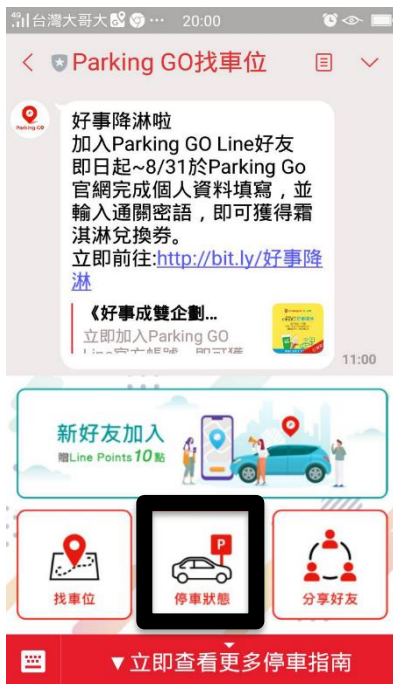 台灣大哥大 20:00
Parking GO找車位
Parking GO
好事降淋啦
加入Parking GO Line好友
即日起~8/31於Parking Go
官網完成個人資料填寫，並
輸入通關密語，即可獲得霜
淇淋兌換券。
立即前往:http://bit.ly/好事降
淋
《好事成雙企劃...
立即加入Parking GO
11:00
新好友加入
贈Line Points 10點
找車位
P
停車狀態
分享好友
▼立即查看更多停車指南